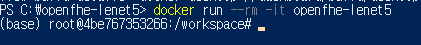 PS C:\openfhe-lenet5> docker run --rm -it openfhe-lenet5
(base) root@4be767353266:/workspace#